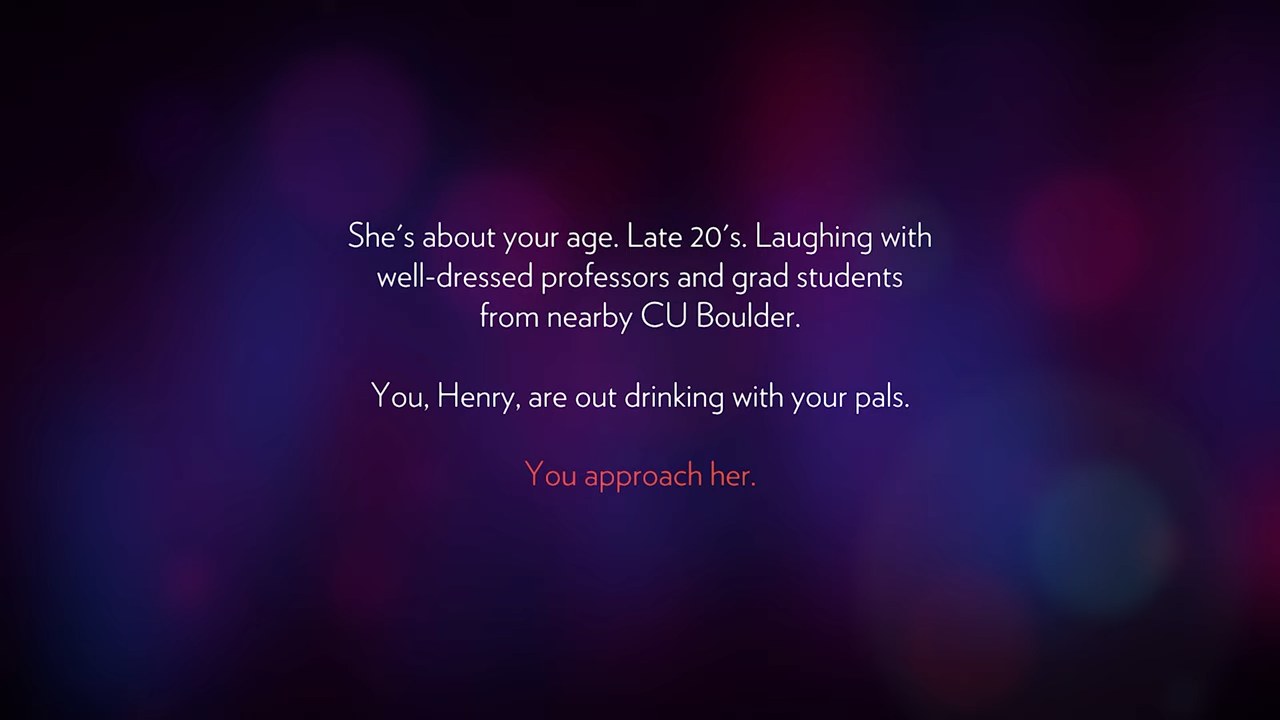 She's about your age. Late 20's. Laughing with
well-dressed professors and grad students
from nearby CU Boulder.
You, Henry, are out drinking with your pals.
You approach her.